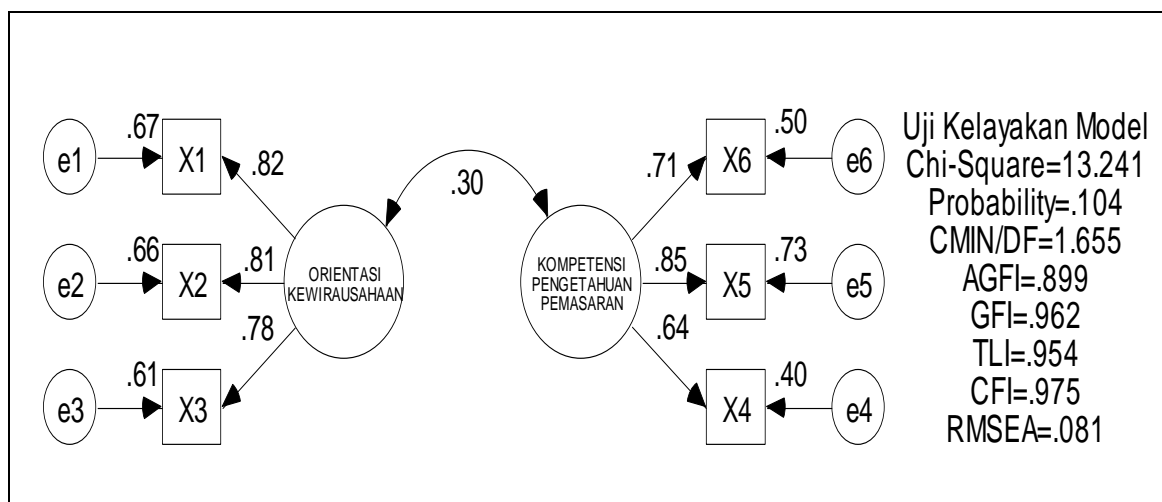 .67
e1
X1
.82
.66
e2
X2
.81
.61
e3
X3
.78
ORIENTASI
KEWIRAUSAHAAN
.30
KOMPETENSI
PENGETAHUAN
PEMASARAN
.71
X6
.50
e6
.85
X5
.73
e5
.64
X4
.40
e4
Uji Kelayakan Model
Chi-Square=13.241
Probability=.104
CMIN/DF=1.655
AGFI=.899
GFI=.962
TLI=.954
CFI=.975
RMSEA=.081